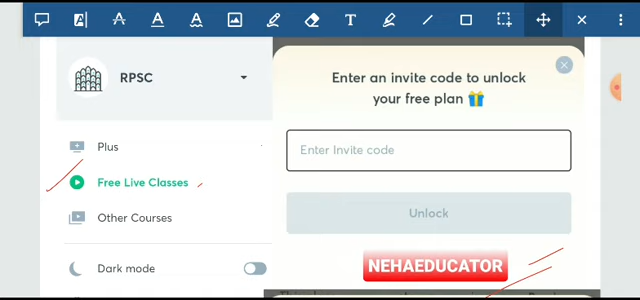 RPSC
Plus
Free Live Classes
Other Courses
Dark mode
Enter an invite code to unlock
your free plan 🎁
Enter Invite code
Unlock
NEHAEDUCATOR